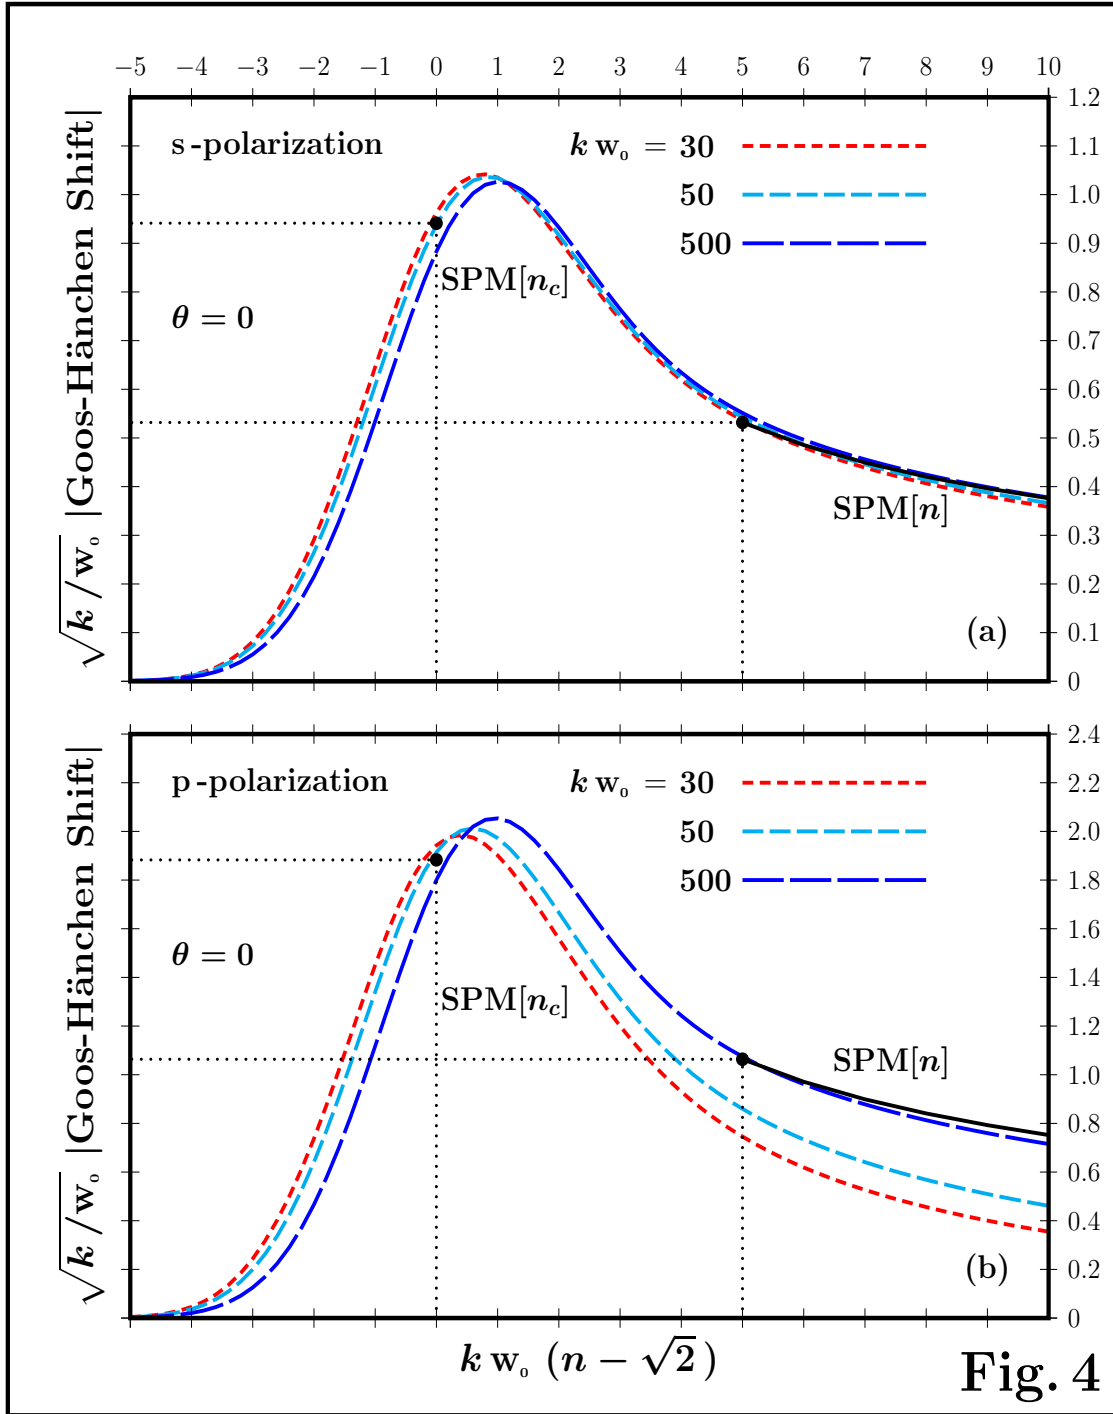 −5 −4 −3 −2 −1 0 1 2 3 4 5 6 7 8 9 10
s-polarization
k w₀ = 30
50
500
SPM[n_c]
θ = 0
SPM[n]
(a)
√(k/w₀) |Goos-Hänchen Shift|
1.2
1.1
1.0
0.9
0.8
0.7
0.6
0.5
0.4
0.3
0.2
0.1
0
p-polarization
k w₀ = 30
50
500
θ = 0
SPM[n_c]
SPM[n]
(b)
√(k/w₀) |Goos-Hänchen Shift|
2.4
2.2
2.0
1.8
1.6
1.4
1.2
1.0
0.8
0.6
0.4
0.2
0
k w₀ (n − √2)
Fig. 4